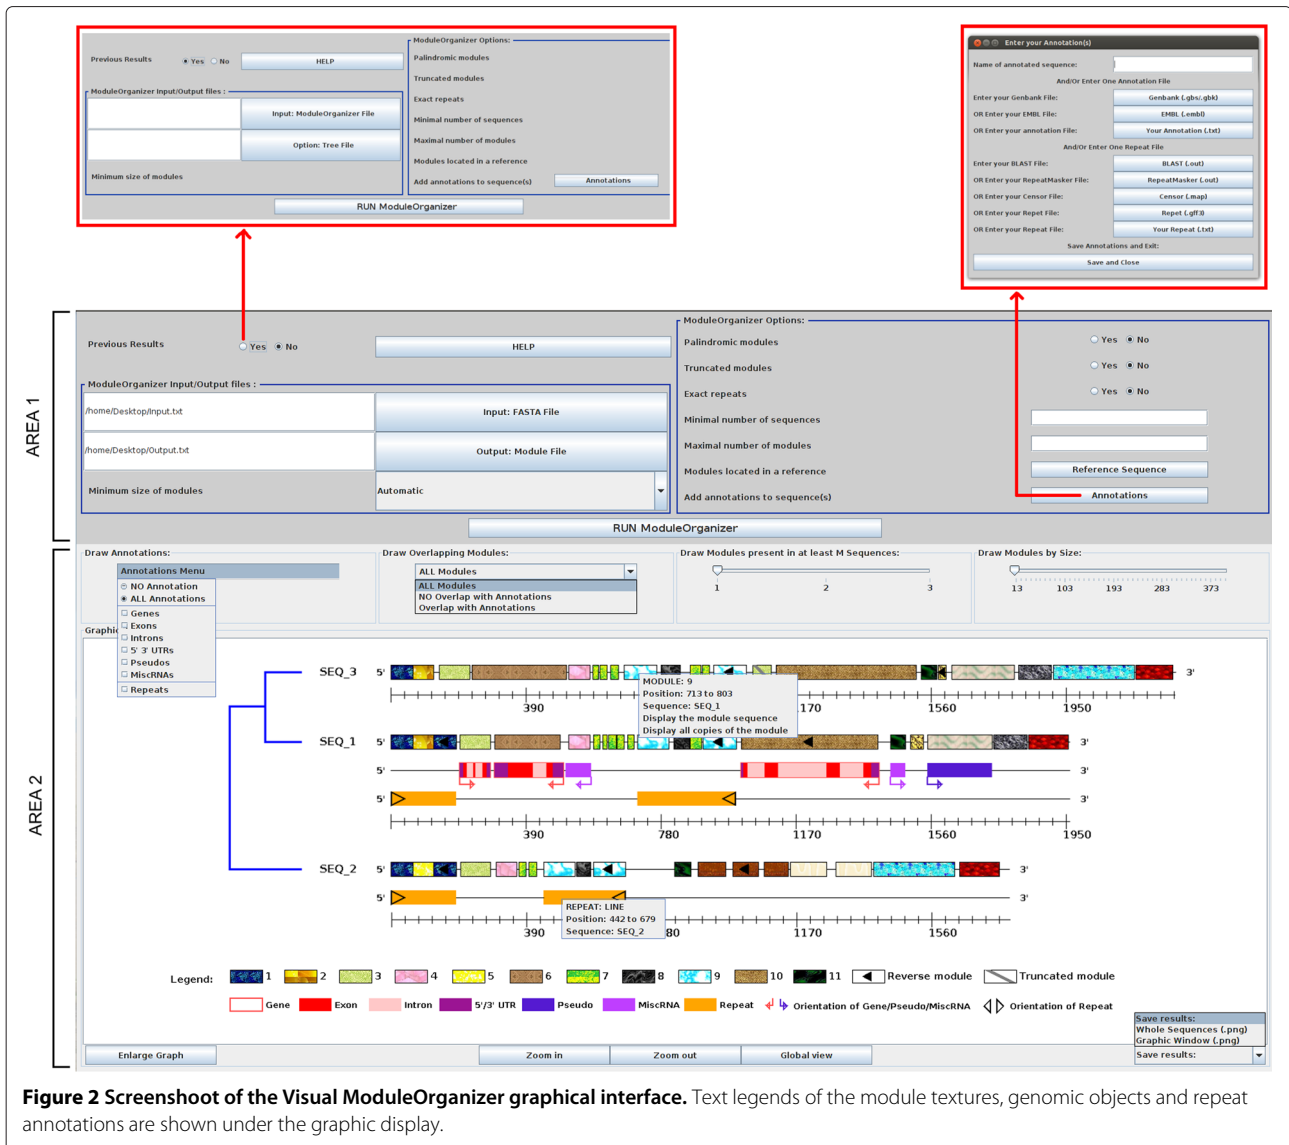 Previous Results
Yes
No
HELP
ModuleOrganizer Input/Output files :
Input: ModuleOrganizer File
Option: Tree File
Minimum size of modules
ModuleOrganizer Options:
Palindromic modules
Truncated modules
Exact repeats
Minimal number of sequences
Maximal number of modules
Modules located in a reference
Add annotations to sequence(s)
Annotations
RUN ModuleOrganizer
Enter your Annotation(s)
Name of annotated sequence:
And/Or Enter One Annotation File
Enter your Genbank File:
Genbank (.gbs/.gbk)
OR Enter your EMBL File:
EMBL (.embl)
OR Enter your annotation File:
Your Annotation (.txt)
And/Or Enter One Repeat File
Enter your BLAST File:
BLAST (.out)
OR Enter your RepeatMasker File:
RepeatMasker (.out)
OR Enter your Censor File:
Censor (.map)
OR Enter your Repet File:
Repet (.gff3)
OR Enter your Repeat File:
Your Repeat (.txt)
Save Annotations and Exit:
Save and Close
AREA 1
Previous Results
Yes
No
HELP
ModuleOrganizer Input/Output files :
/home/Desktop/Input.txt
Input: FASTA File
/home/Desktop/Output.txt
Output: Module File
Minimum size of modules
Automatic
ModuleOrganizer Options:
Palindromic modules
Yes
No
Truncated modules
Yes
No
Exact repeats
Yes
No
Minimal number of sequences
Maximal number of modules
Modules located in a reference
Reference Sequence
Add annotations to sequence(s)
Annotations
RUN ModuleOrganizer
AREA 2
Draw Annotations:
Annotations Menu
NO Annotation
ALL Annotations
Genes
Exons
Introns
5' 3' UTRs
Pseudos
MiscRNAs
Repeats
Draw Overlapping Modules:
ALL Modules
ALL Modules
NO Overlap with Annotations
Overlap with Annotations
Draw Modules present in at least M Sequences:
1 2 3
Draw Modules by Size:
13 103 193 283 373
Graphic
SEQ_3 5' 3'
390 1170 1560 1950
MODULE: 9
Position: 713 to 803
Sequence: SEQ_1
Display the module sequence
Display all copies of the module
SEQ_1 5' 3'
5' 3'
5' 3'
390 780 1170 1560 1950
SEQ_2 5' 3'
5' 3'
390 780 1170 1560
REPEAT: LINE
Position: 442 to 679
Sequence: SEQ_2
Legend: 1 2 3 4 5 6 7 8 9 10 11 Reverse module Truncated module
Gene Exon Intron 5'/3' UTR Pseudo MiscRNA Repeat Orientation of Gene/Pseudo/MiscRNA Orientation of Repeat
Save results:
Whole Sequences (.png)
Graphic Window (.png)
Save results:
Enlarge Graph
Zoom in
Zoom out
Global view
Figure 2 Screenshoot of the Visual ModuleOrganizer graphical interface. Text legends of the module textures, genomic objects and repeat
annotations are shown under the graphic display.